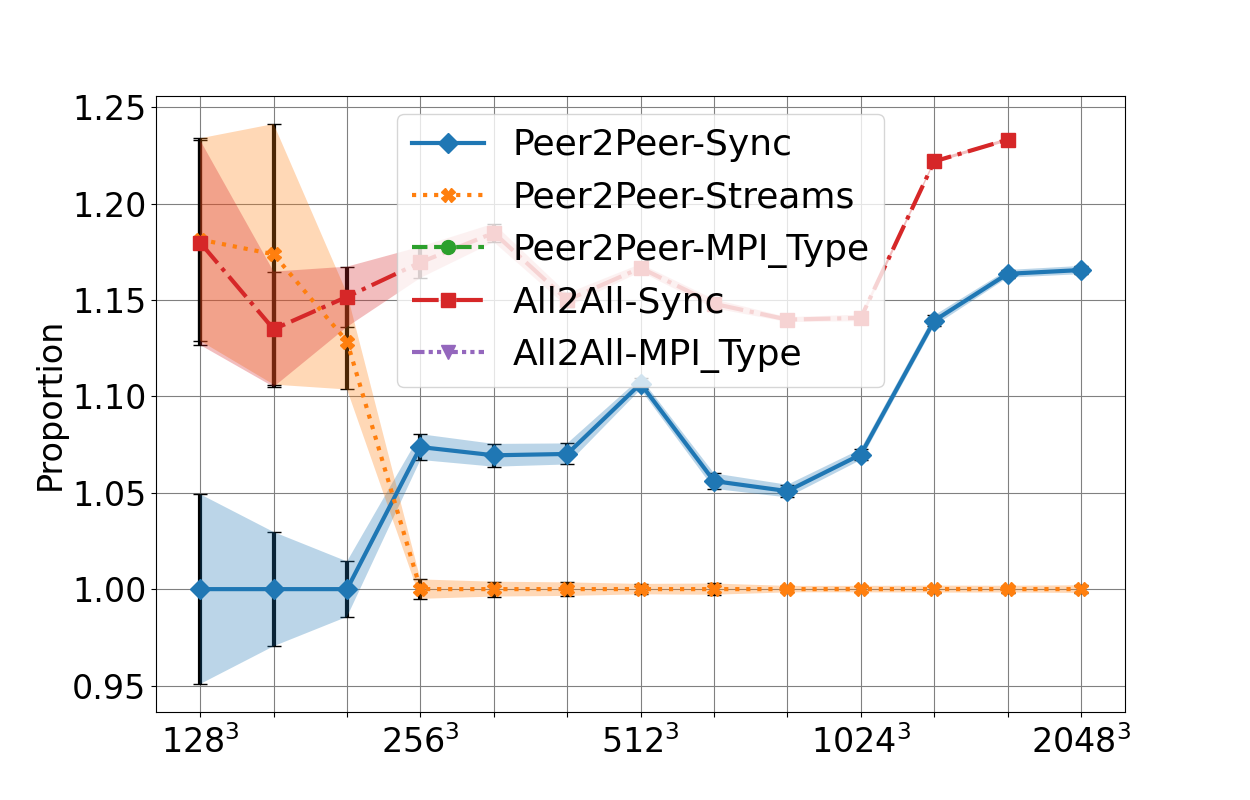 Proportion
1.25
1.20
1.15
1.10
1.05
1.00
0.95
Peer2Peer-Sync
Peer2Peer-Streams
Peer2Peer-MPI_Type
All2All-Sync
All2All-MPI_Type
128³ 256³ 512³ 1024³ 2048³